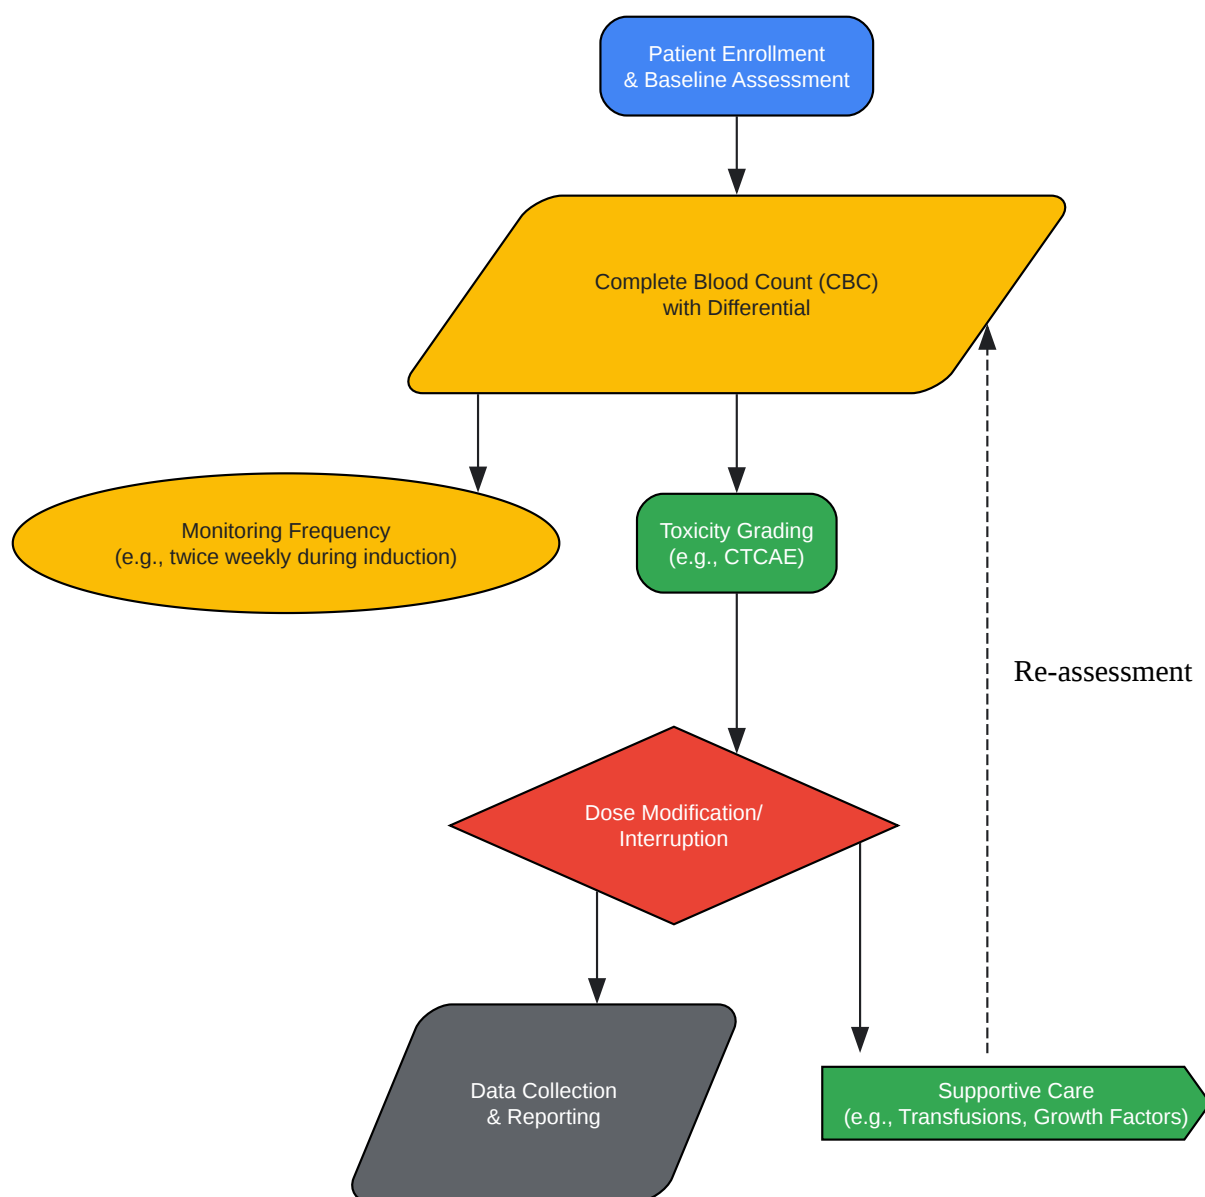 Patient Enrollment
& Baseline Assessment
Complete Blood Count (CBC)
with Differential
Monitoring Frequency
(e.g., twice weekly during induction)
Toxicity Grading
(e.g., CTCAE)
Re-assessment
Dose Modification/
Interruption
Data Collection
& Reporting
Supportive Care
(e.g., Transfusions, Growth Factors)